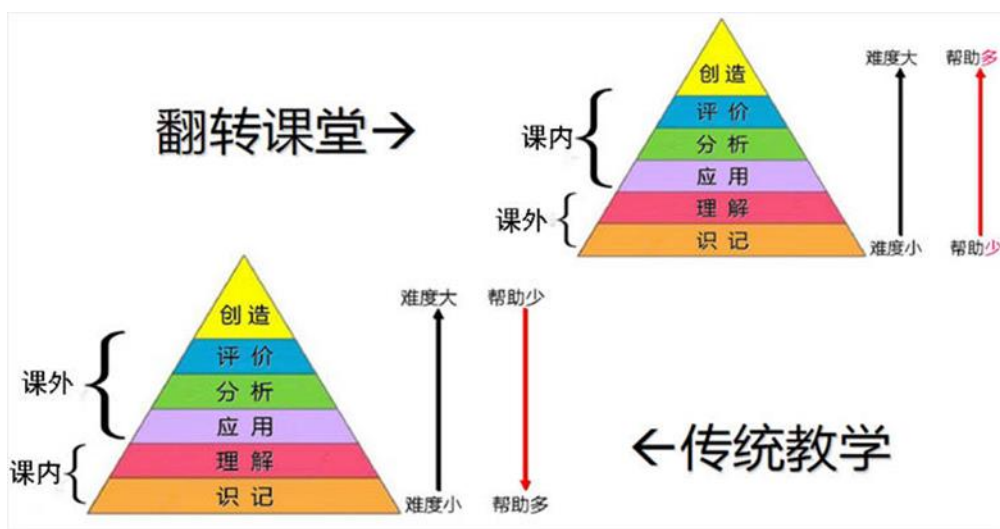 翻转课堂→
难度大
帮助多
创造
评价
分析
应用
理解
识记
课内
课外
难度小
帮助少
难度大
帮助少
创造
评价
分析
应用
理解
识记
课外
课内
难度小
帮助多
←传统教学